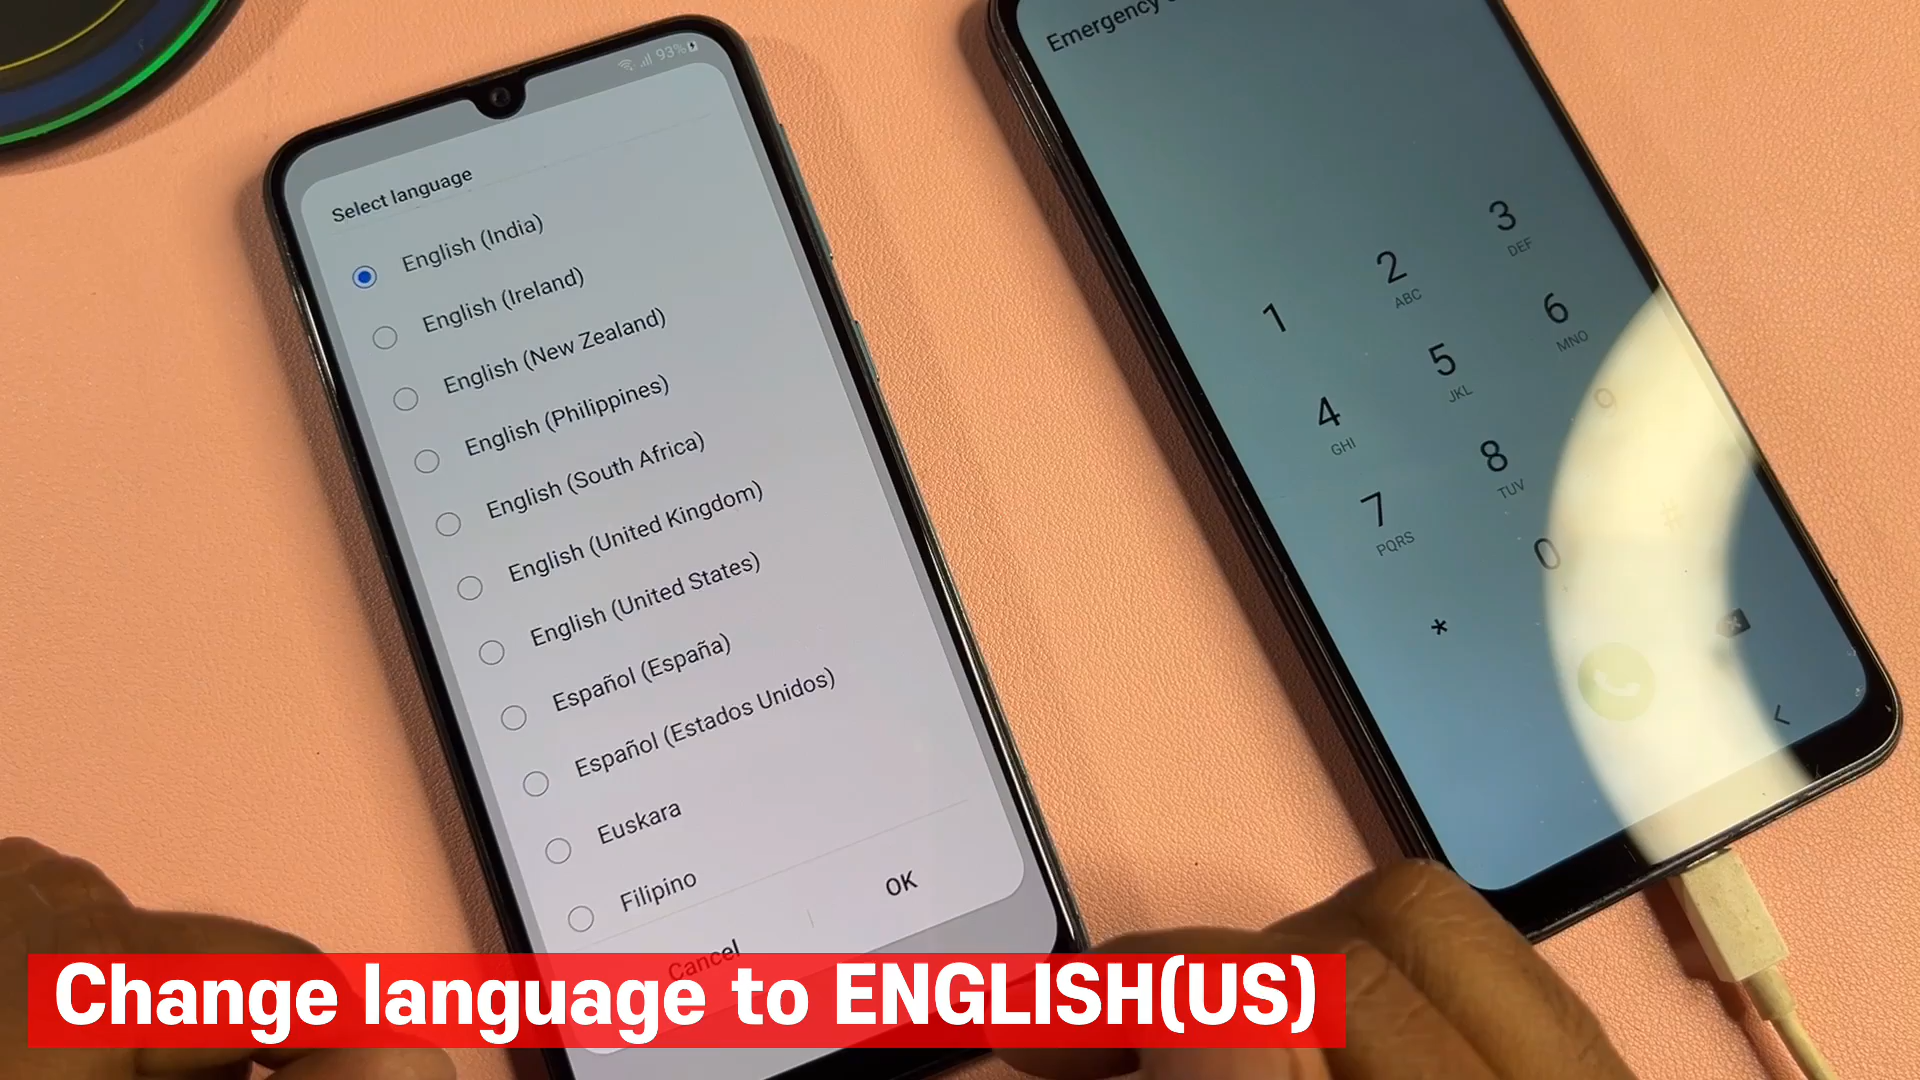 93%
Select language
English (India)
English (Ireland)
English (New Zealand)
English (Philippines)
English (South Africa)
English (United Kingdom)
English (United States)
Español (España)
Español (Estados Unidos)
Euskara
Filipino
Cancel
OK
Emergency
1
2
ABC
3
DEF
4
GHI
5
JKL
6
MNO
7
PQRS
8
TUV
9
*
0
#
Change language to ENGLISH(US)